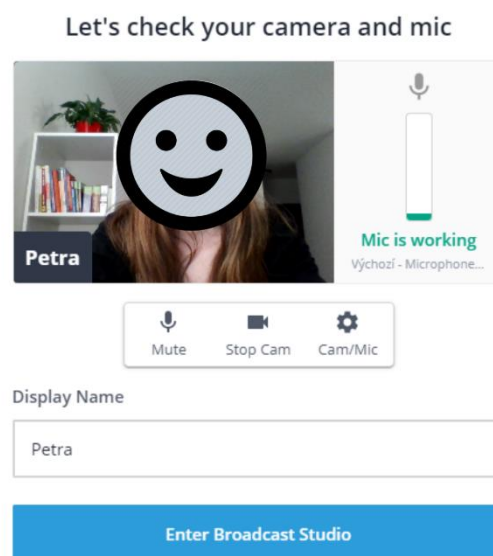 Let's check your camera and mic
Petra
Mic is working
Výchozí - Microphone...
Mute
Stop Cam
Cam/Mic
Display Name
Petra
Enter Broadcast Studio